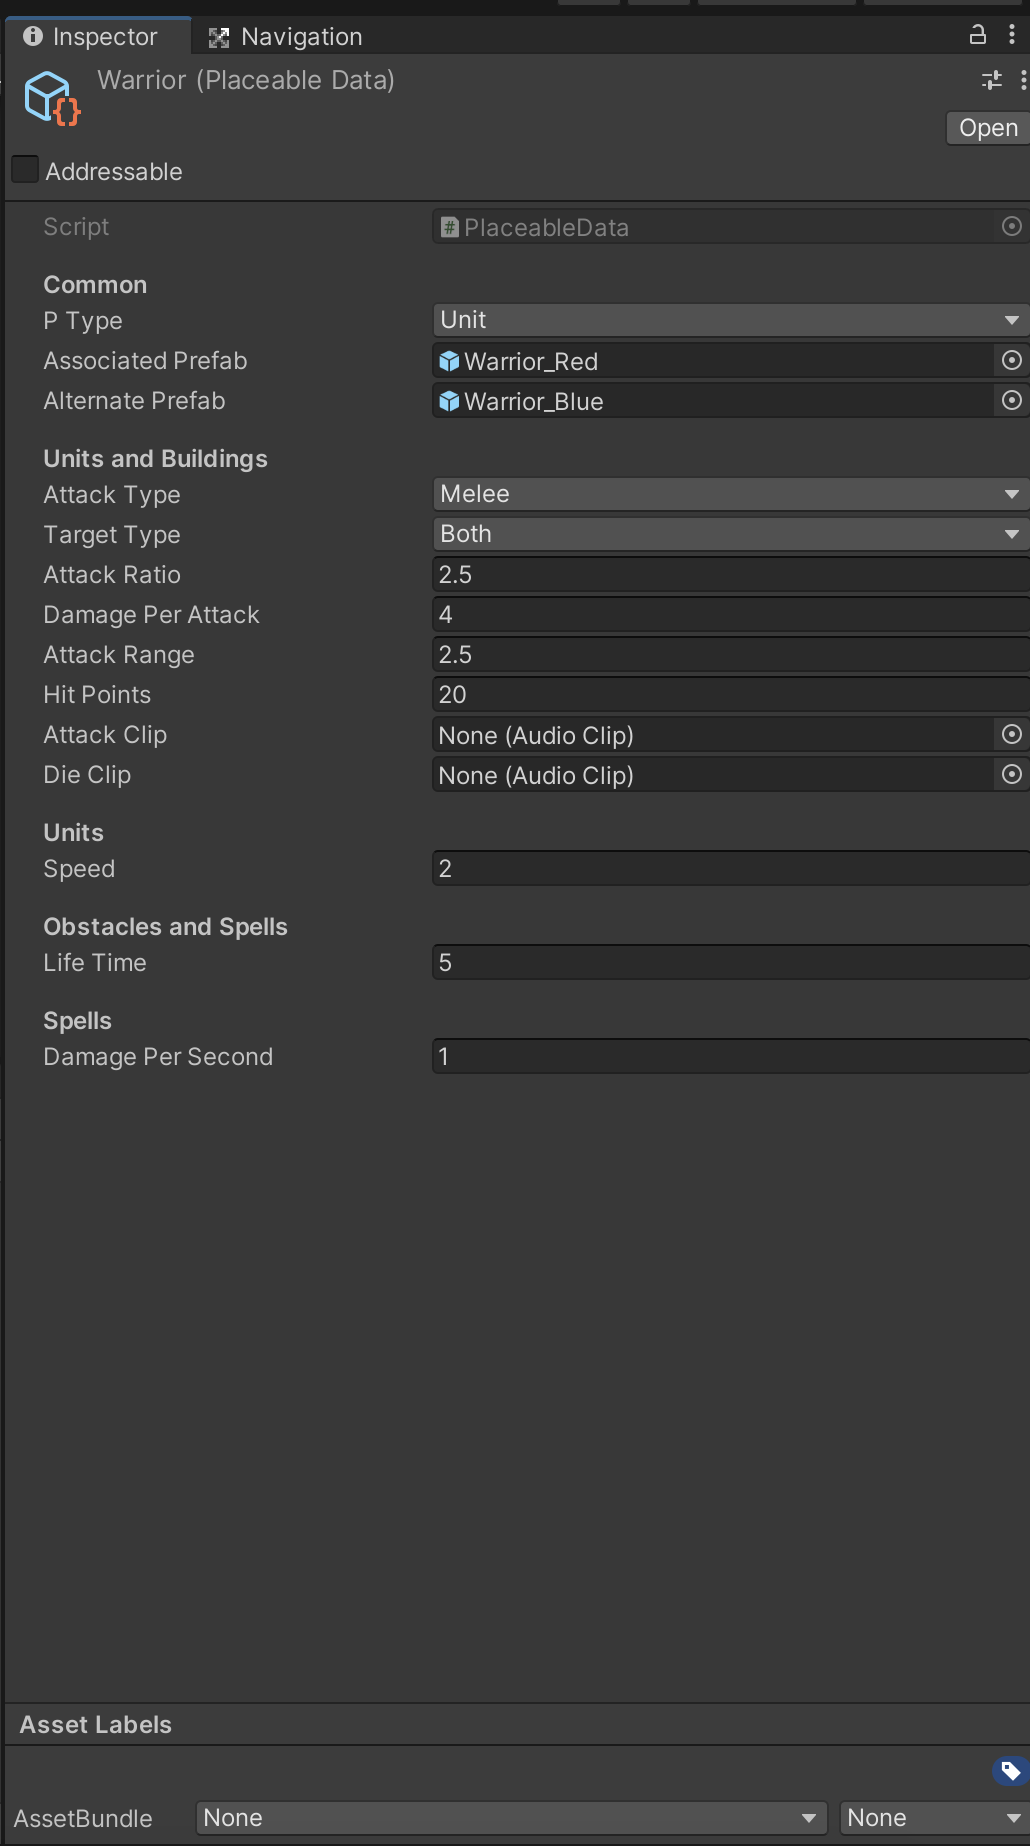 Inspector Navigation
Warrior (Placeable Data)
Open
Addressable
Script # PlaceableData
Common
P Type Unit
Associated Prefab Warrior_Red
Alternate Prefab Warrior_Blue
Units and Buildings
Attack Type Melee
Target Type Both
Attack Ratio 2.5
Damage Per Attack 4
Attack Range 2.5
Hit Points 20
Attack Clip None (Audio Clip)
Die Clip None (Audio Clip)
Units
Speed 2
Obstacles and Spells
Life Time 5
Spells
Damage Per Second 1
Asset Labels
AssetBundle None None